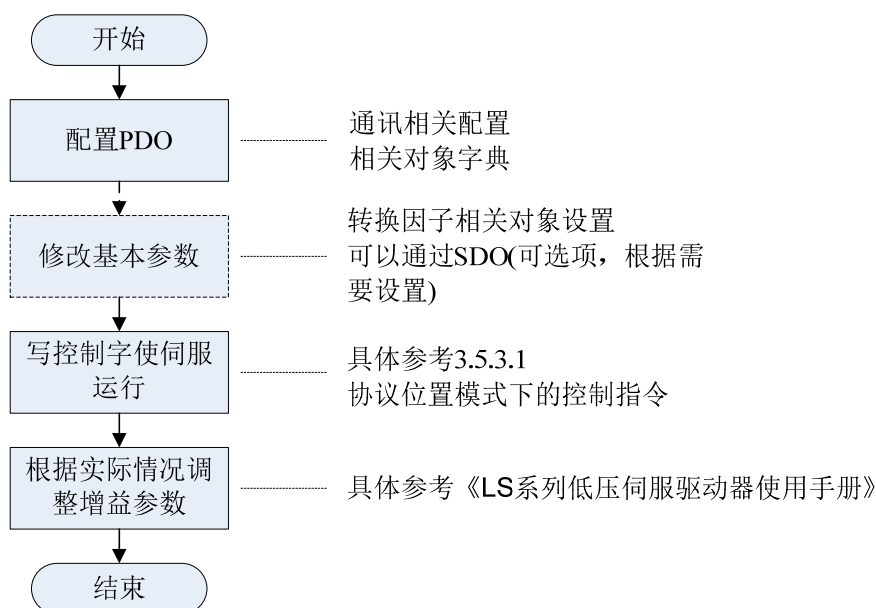 开始
配置PDO
通讯相关配置
相关对象字典
修改基本参数
转换因子相关对象设置
可以通过SDO(可选项，根据需
要设置)
写控制字使伺服
运行
具体参考3.5.3.1
协议位置模式下的控制指令
根据实际情况调
整增益参数
具体参考《LS系列低压伺服驱动器使用手册》
结束